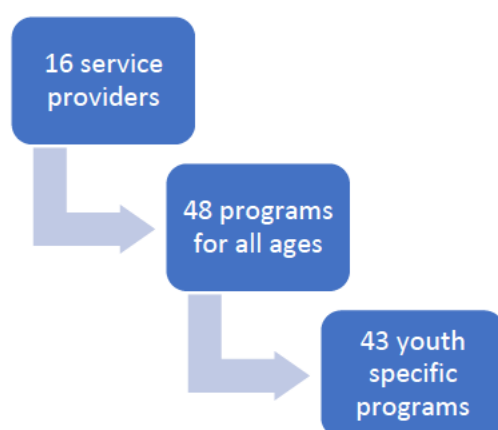 16 service
providers
48 programs
for all ages
43 youth
specific
programs